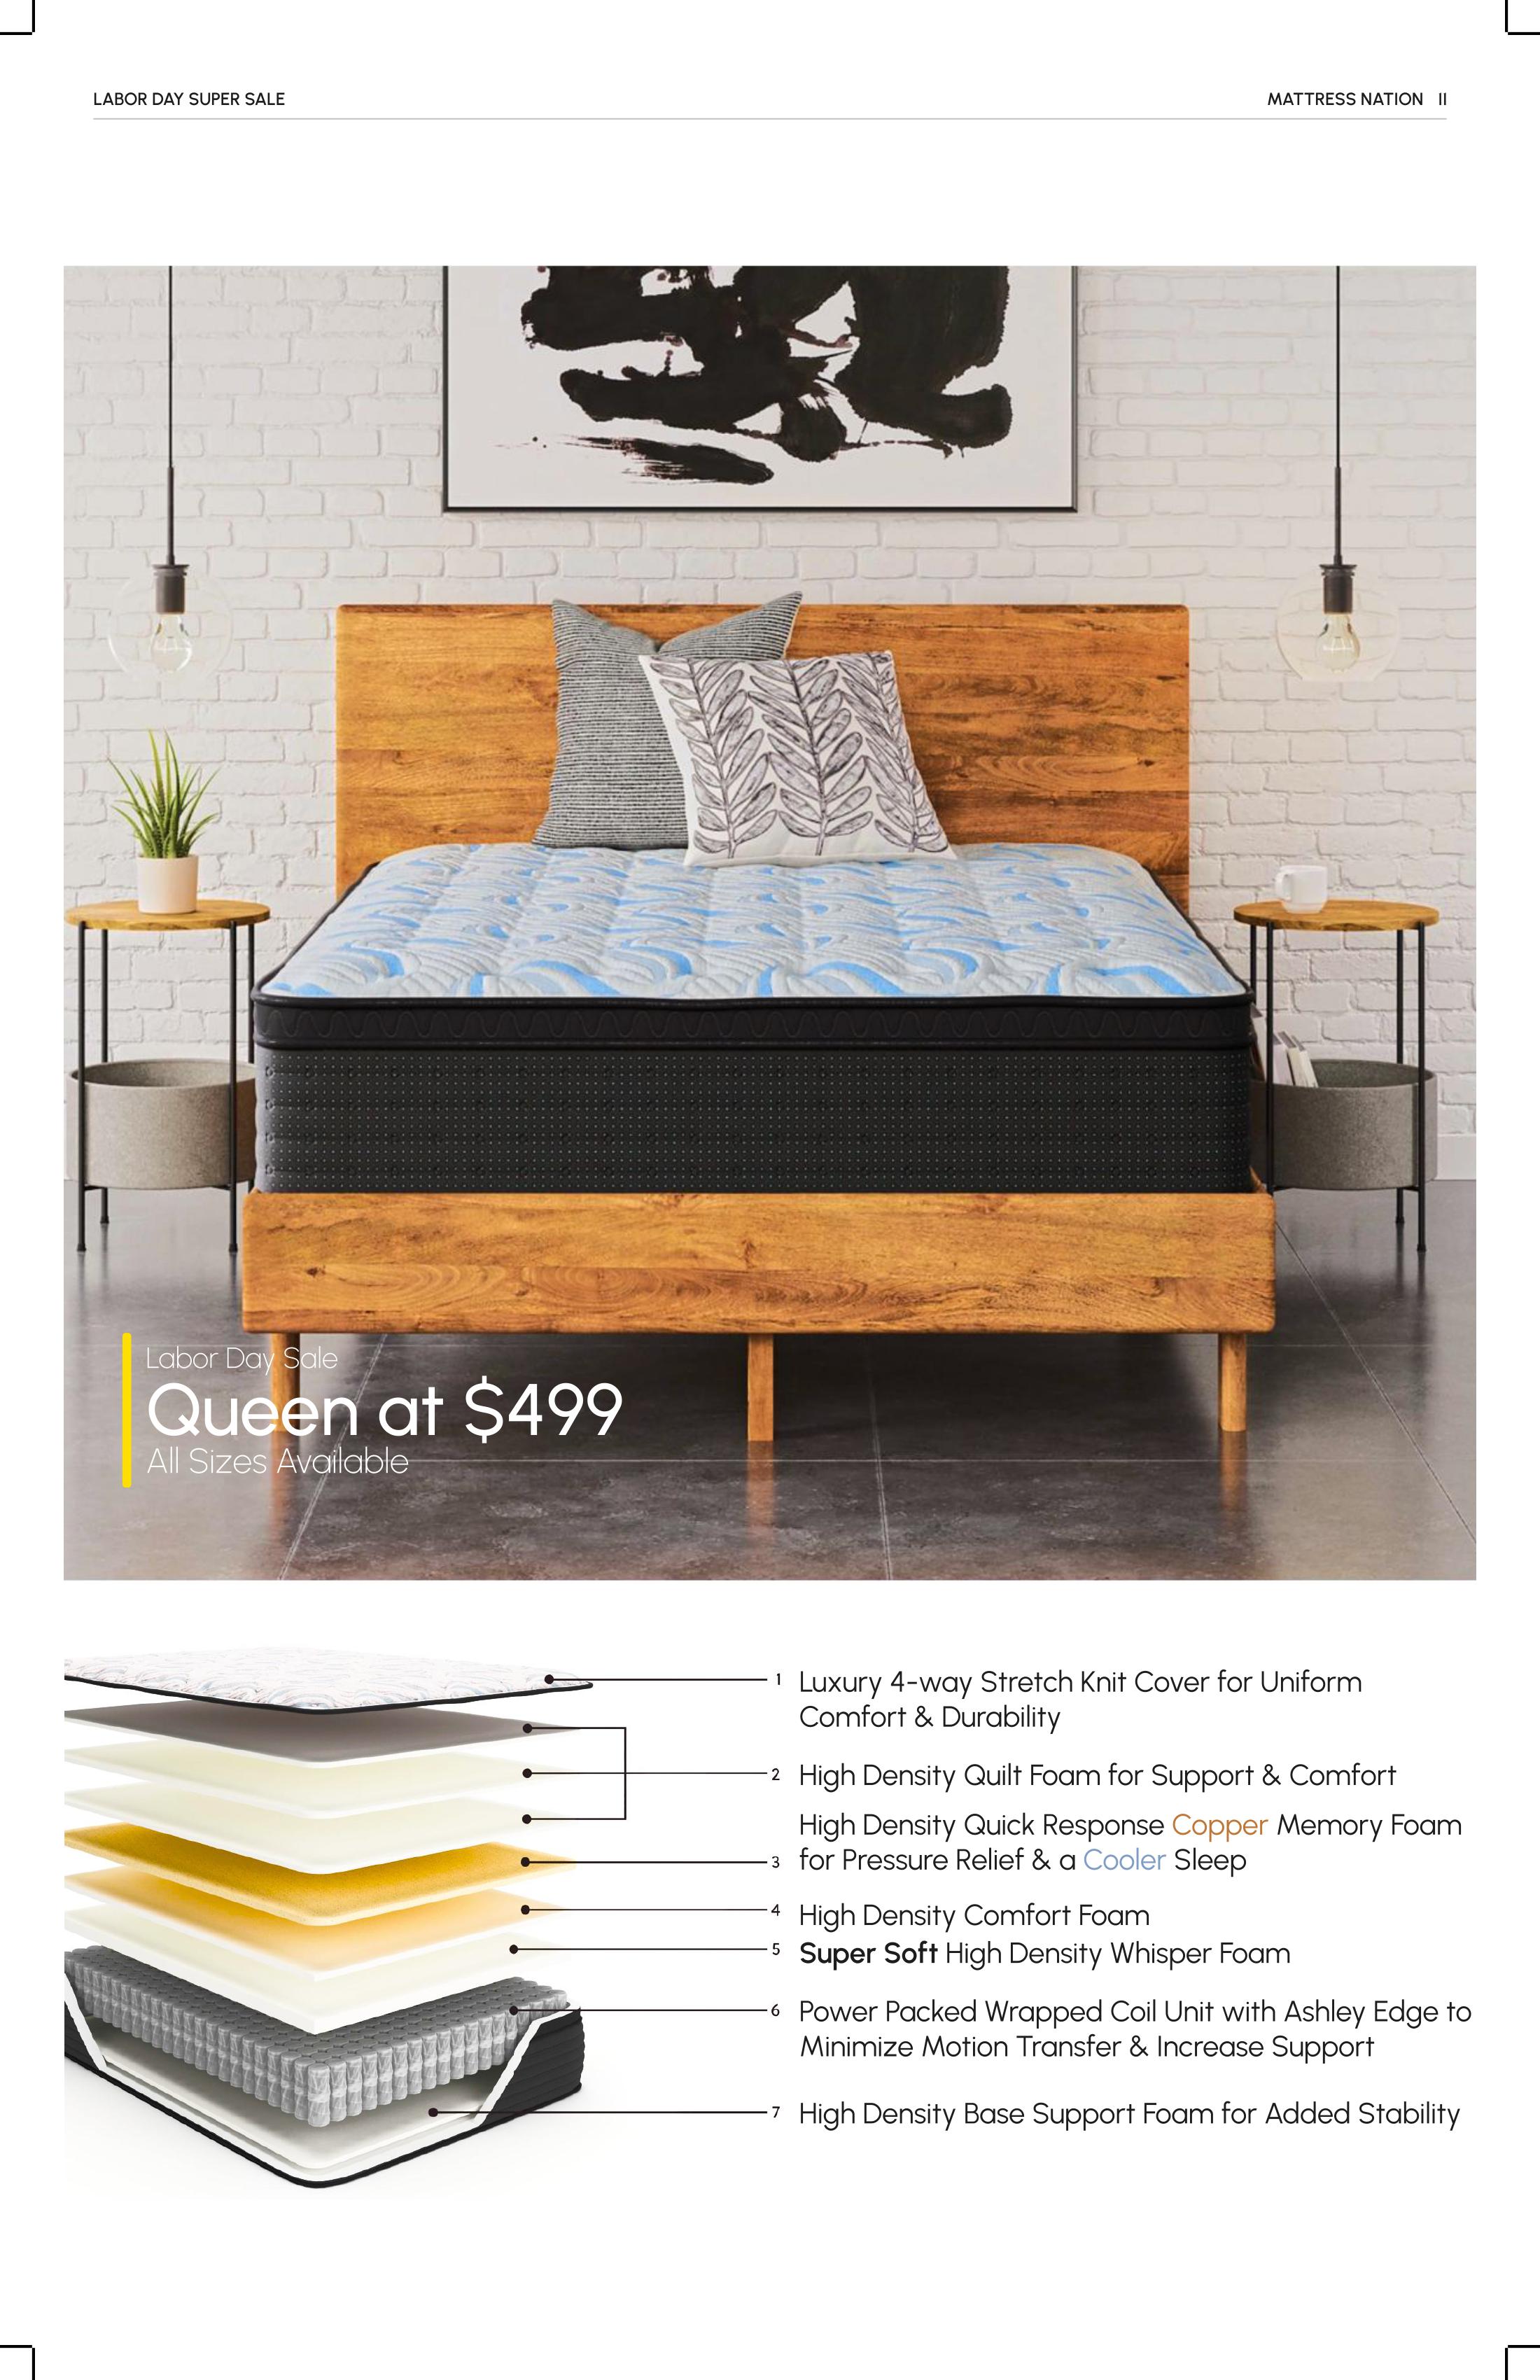 LABOR DAY SUPER SALE
MATTRESS NATION 11
Labor Day Sale
Queen at $499
All Sizes Available
1 Luxury 4-way Stretch Knit Cover for Uniform
Comfort & Durability
2 High Density Quilt Foam for Support & Comfort
High Density Quick Response Copper Memory Foam
3 for Pressure Relief & a Cooler Sleep
4 High Density Comfort Foam
5 Super Soft High Density Whisper Foam
6 Power Packed Wrapped Coil Unit with Ashley Edge to
Minimize Motion Transfer & Increase Support
7 High Density Base Support Foam for Added Stability